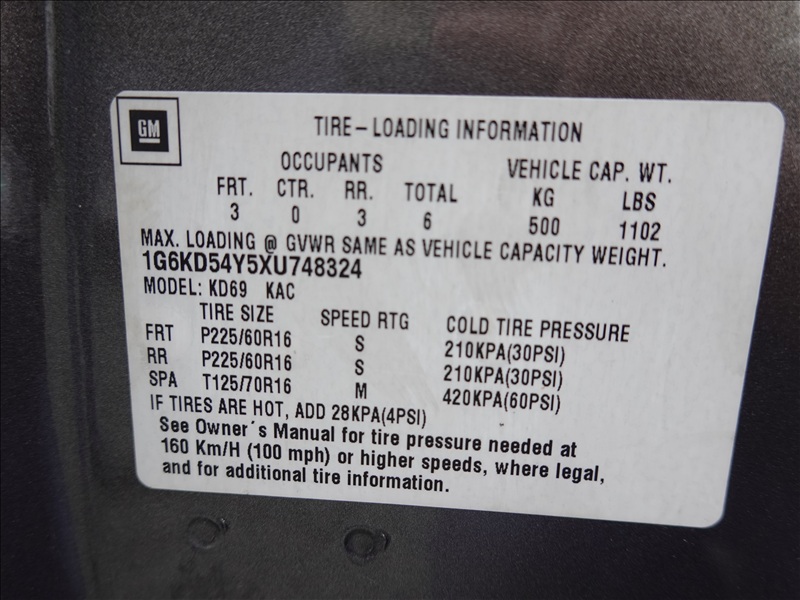 GM
TIRE-LOADING INFORMATION
OCCUPANTS VEHICLE CAP. WT.
FRT. CTR. RR. TOTAL KG LBS
3 0 3 6 500 1102
MAX. LOADING @ GVWR SAME AS VEHICLE CAPACITY WEIGHT.
1G6KD54Y5XU748324
MODEL: KD69 KAC
TIRE SIZE SPEED RTG COLD TIRE PRESSURE
FRT P225/60R16 S 210KPA(30PSI)
RR P225/60R16 S 210KPA(30PSI)
SPA T125/70R16 M 420KPA(60PSI)
IF TIRES ARE HOT, ADD 28KPA(4PSI)
See Owner's Manual for tire pressure needed at
160 Km/H (100 mph) or higher speeds, where legal,
and for additional tire information.